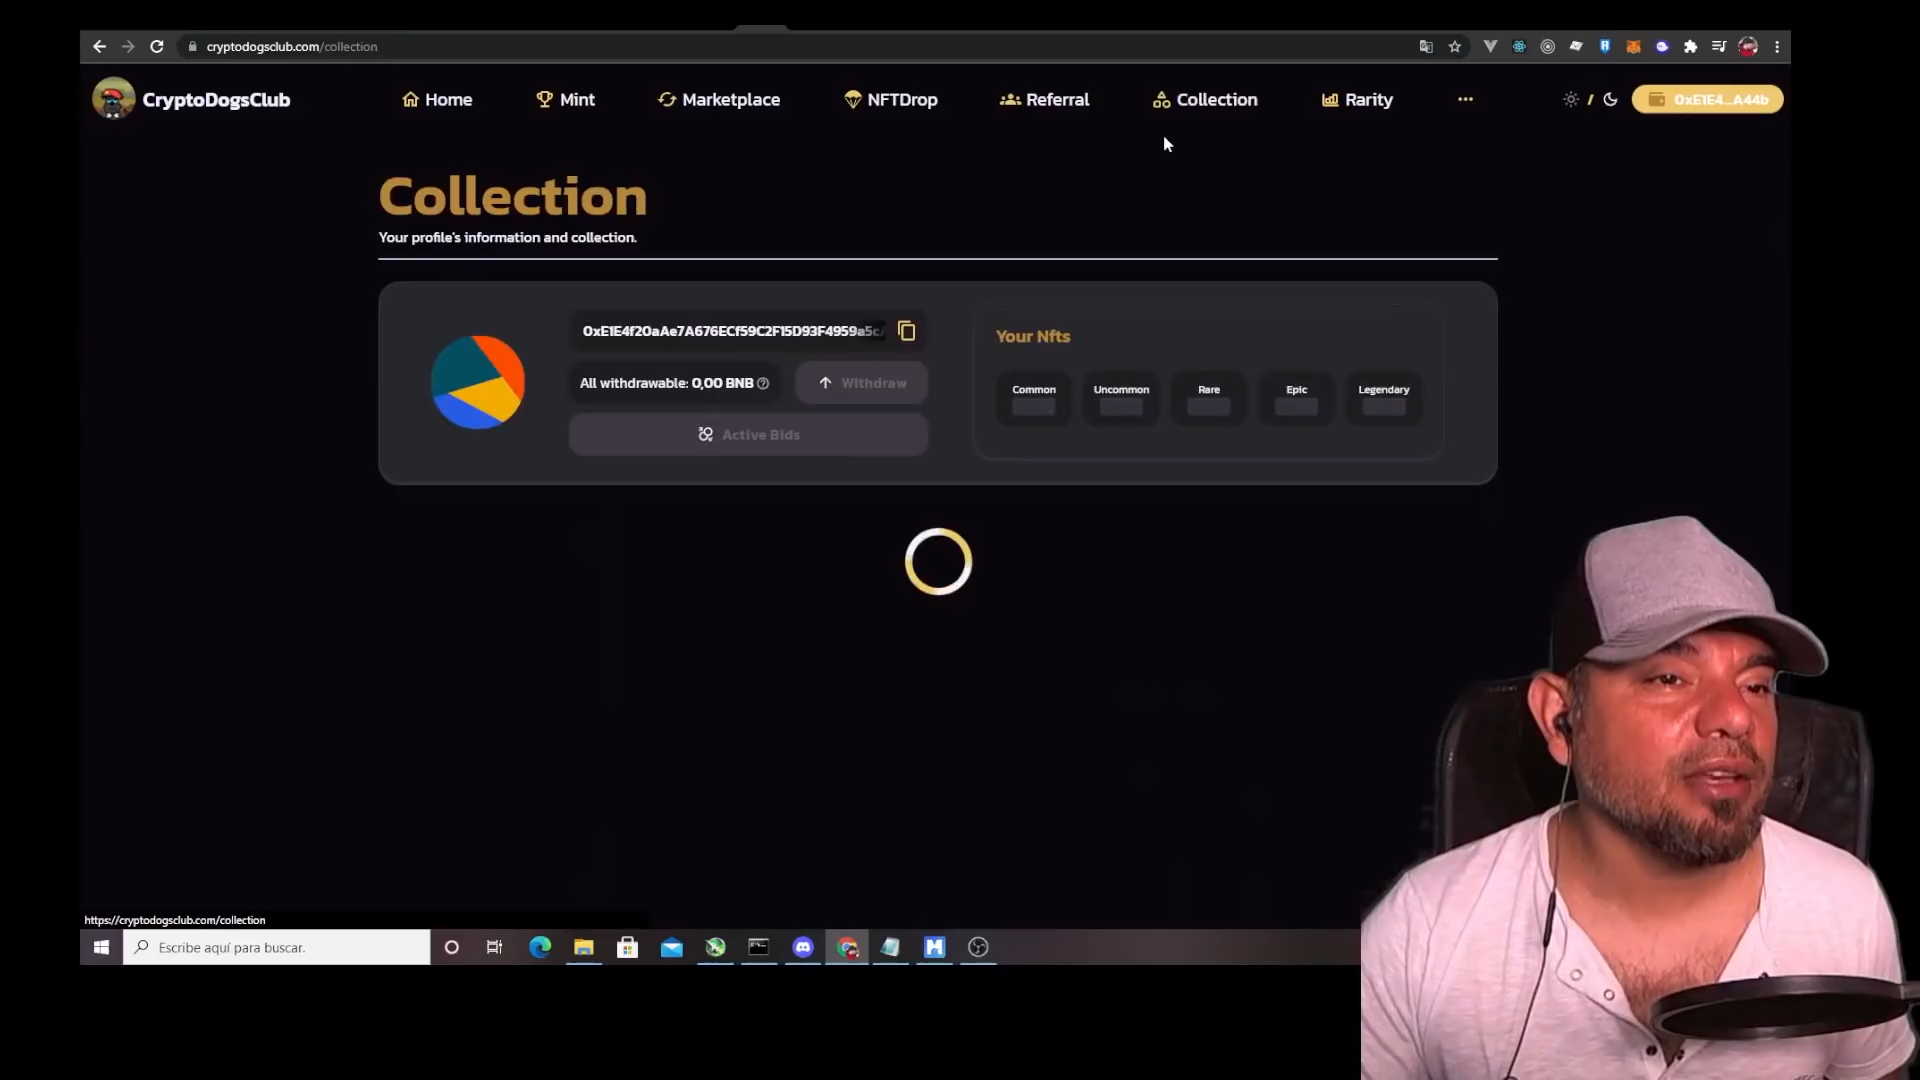 cryptodogsclub.com/collection
CryptoDogsClub
Home
Mint
Marketplace
NFTDrop
Referral
Collection
Rarity
0xE1E4...A44b
Collection
Your profile's information and collection.
0xE1E4f20aAe7A676ECf59C2F15D93F4959a5c
All withdrawable: 0,00 BNB
Withdraw
Active Bids
Your Nfts
Common
Uncommon
Rare
Epic
Legendary
https://cryptodogsclub.com/collection
Escribe aquí para buscar.